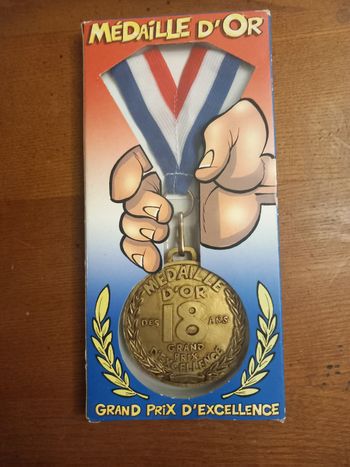 MÉDAILLE D'OR
MÉDAILLE
D'OR
DES 18 ANS
GRAND
PRIX
D'EXCELLENCE
GRAND PRIX D'EXCELLENCE